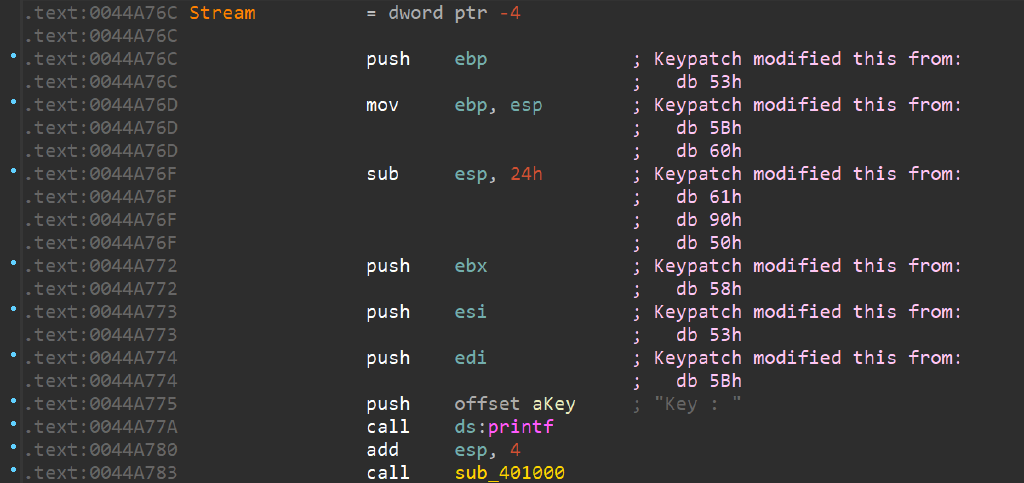 .text:0044A76C Stream = dword ptr -4
.text:0044A76C
.text:0044A76C push ebp ; Keypatch modified this from:
.text:0044A76C ; db 53h
.text:0044A76D mov ebp, esp ; Keypatch modified this from:
.text:0044A76D ; db 5Bh
.text:0044A76D ; db 60h
.text:0044A76F sub esp, 24h ; Keypatch modified this from:
.text:0044A76F ; db 61h
.text:0044A76F ; db 90h
.text:0044A76F ; db 50h
.text:0044A772 push ebx ; Keypatch modified this from:
.text:0044A772 ; db 58h
.text:0044A773 push esi ; Keypatch modified this from:
.text:0044A773 ; db 53h
.text:0044A774 push edi ; Keypatch modified this from:
.text:0044A774 ; db 5Bh
.text:0044A775 push offset aKey ; "Key : "
.text:0044A77A call ds:printf
.text:0044A780 add esp, 4
.text:0044A783 call sub_401000